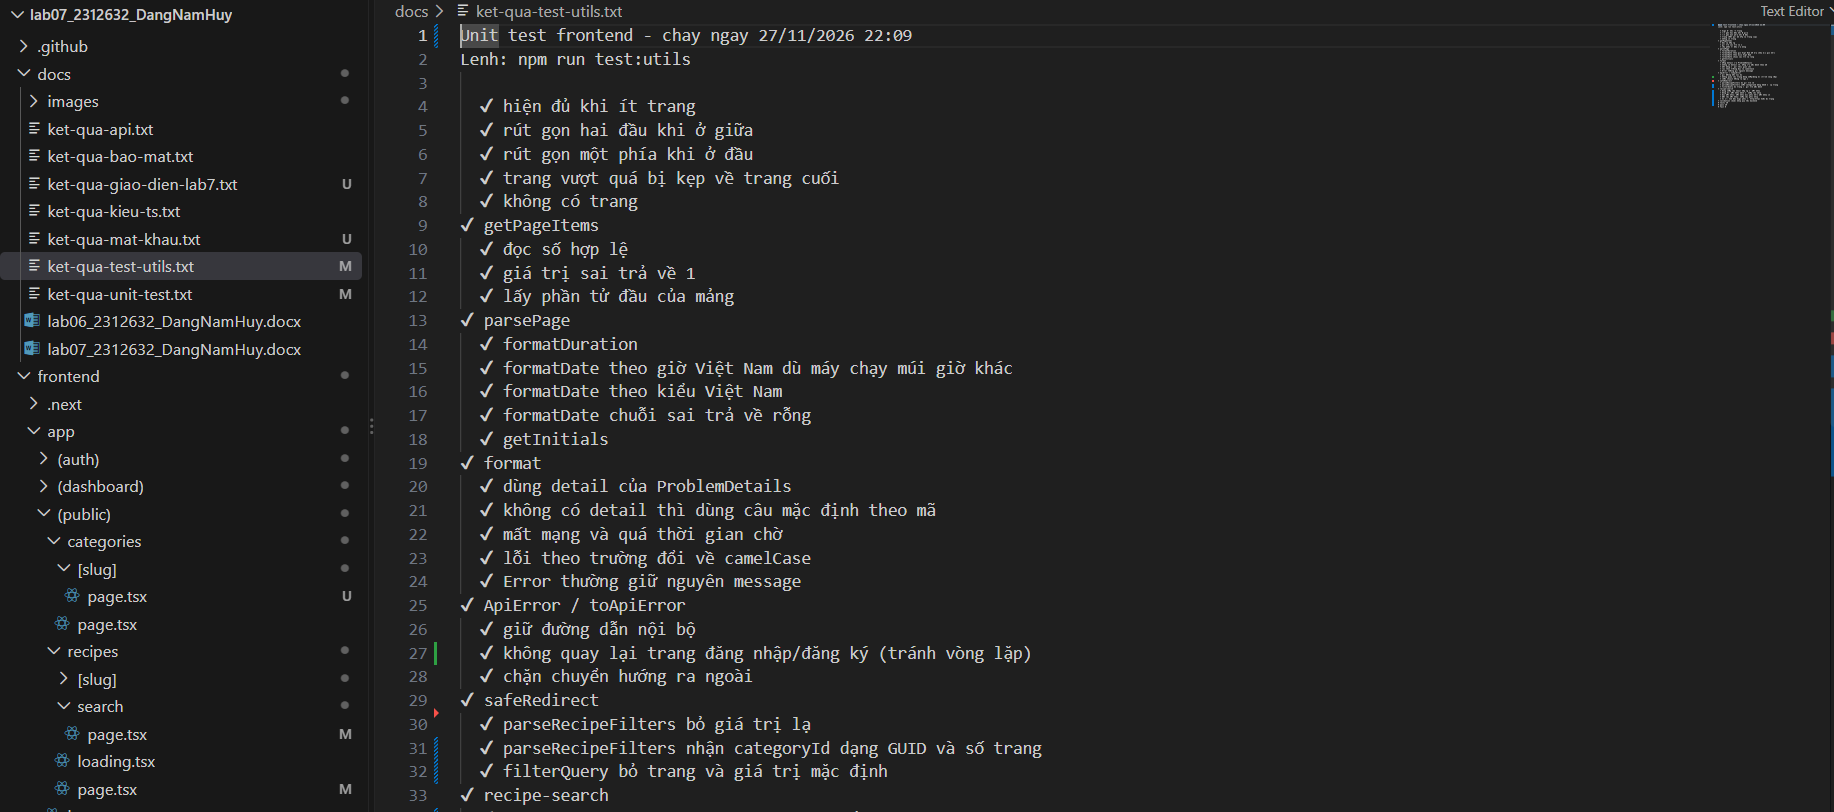 lab07_2312632_DangNamHuy
.github
docs
images
ket-qua-api.txt
ket-qua-bao-mat.txt
ket-qua-giao-dien-lab7.txt U
ket-qua-kieu-ts.txt
ket-qua-mat-khau.txt U
ket-qua-test-utils.txt M
ket-qua-unit-test.txt M
lab06_2312632_DangNamHuy.docx
lab07_2312632_DangNamHuy.docx
frontend
.next
app
(auth)
(dashboard)
(public)
categories
[slug]
page.tsx U
page.tsx
recipes
[slug]
search
page.tsx M
loading.tsx
page.tsx M
docs > ket-qua-test-utils.txt
Text Editor
1 Unit test frontend - chay ngay 27/11/2026 22:09
2 Lenh: npm run test:utils
3
4 ✓ hiện đủ khi ít trang
5 ✓ rút gọn hai đầu khi ở giữa
6 ✓ rút gọn một phía khi ở đầu
7 ✓ trang vượt quá bị kẹp về trang cuối
8 ✓ không có trang
9 ✓ getPageItems
10 ✓ đọc số hợp lệ
11 ✓ giá trị sai trả về 1
12 ✓ lấy phần tử đầu của mảng
13 ✓ parsePage
14 ✓ formatDuration
15 ✓ formatDate theo giờ Việt Nam dù máy chạy múi giờ khác
16 ✓ formatDate theo kiểu Việt Nam
17 ✓ formatDate chuỗi sai trả về rỗng
18 ✓ getInitials
19 ✓ format
20 ✓ dùng detail của ProblemDetails
21 ✓ không có detail thì dùng câu mặc định theo mã
22 ✓ mất mạng và quá thời gian chờ
23 ✓ lỗi theo trường đổi về camelCase
24 ✓ Error thường giữ nguyên message
25 ✓ ApiError / toApiError
26 ✓ giữ đường dẫn nội bộ
27 ✓ không quay lại trang đăng nhập/đăng ký (tránh vòng lặp)
28 ✓ chặn chuyển hướng ra ngoài
29 ✓ safeRedirect
30 ✓ parseRecipeFilters bỏ giá trị lạ
31 ✓ parseRecipeFilters nhận categoryId dạng GUID và số trang
32 ✓ filterQuery bỏ trang và giá trị mặc định
33 ✓ recipe-search